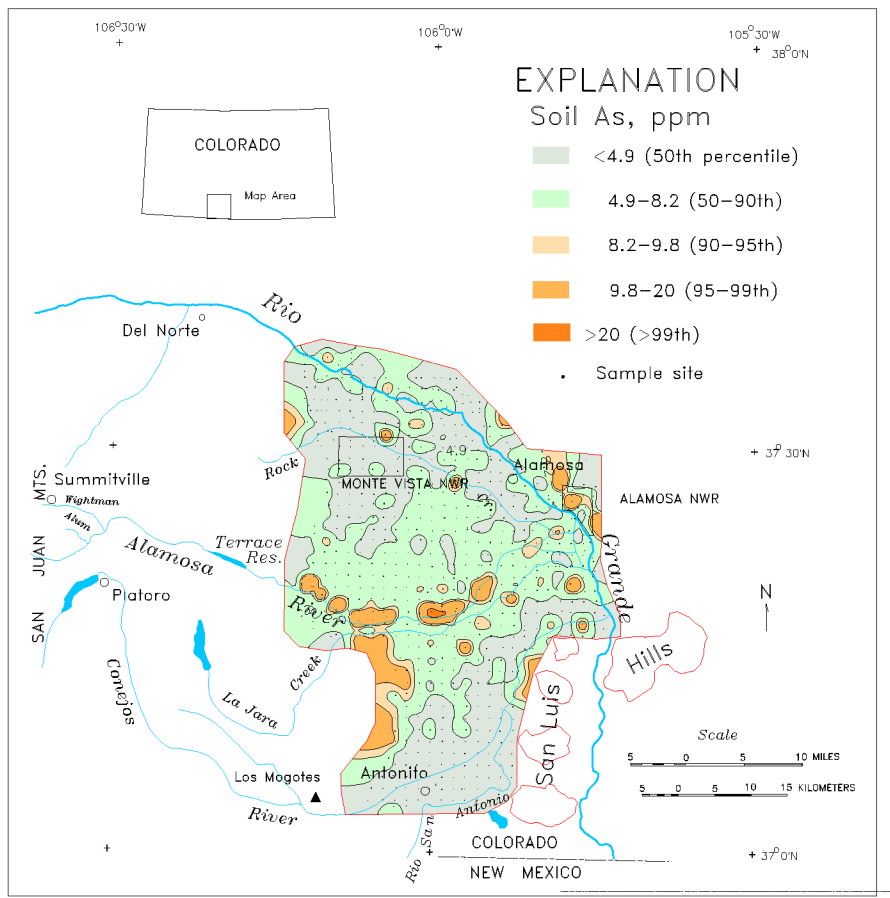 106°30'W
106°0'W
105°30'W
38°0'N
EXPLANATION
Soil As, ppm
<4.9 (50th percentile)
4.9-8.2 (50-90th)
8.2-9.8 (90-95th)
9.8-20 (95-99th)
>20 (>99th)
Sample site
COLORADO
Map Area
Rio
Del Norte
37°30'N
4.9
Rock
Cr.
Alamosa
MONTE VISTA NWR
ALAMOSA NWR
Summitville
Wightman
Alum
SAN JUAN MTS.
Terrace
Res.
Alamosa
River
Grande
Platoro
N
Conejos
La Jara
Creek
San Luis
Hills
Scale
5 0 5 10 MILES
5 0 5 10 15 KILOMETERS
Los Mogotes
Antonito
River
Rio San
Antonio
COLORADO
NEW MEXICO
37°0'N